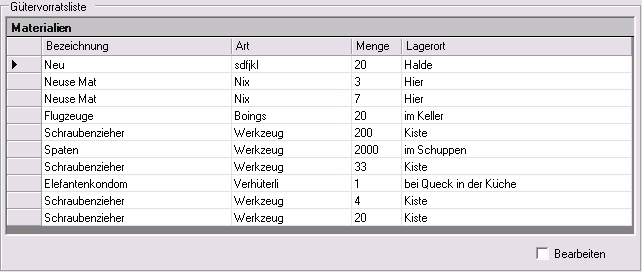 Gütervorratsliste
Materialien
Bezeichnung Art Menge Lagerort
Neu sdfjkl 20 Halde
Neuse Mat Nix 3 Hier
Neuse Mat Nix 7 Hier
Flugzeuge Boings 20 im Keller
Schraubenzieher Werkzeug 200 Kiste
Spaten Werkzeug 2000 im Schuppen
Schraubenzieher Werkzeug 33 Kiste
Elefantenkondom Verhüterli 1 bei Queck in der Küche
Schraubenzieher Werkzeug 4 Kiste
Schraubenzieher Werkzeug 20 Kiste
Bearbeiten